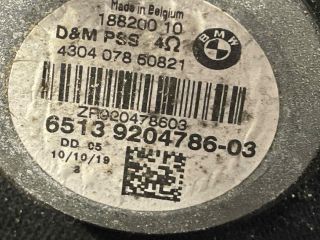 Made in Belgium
188200 10
D&M PSS 4Ω
BMW
4304 078 60821
ZR920478603
6513 9204786-03
DD 05
10/10/19
3